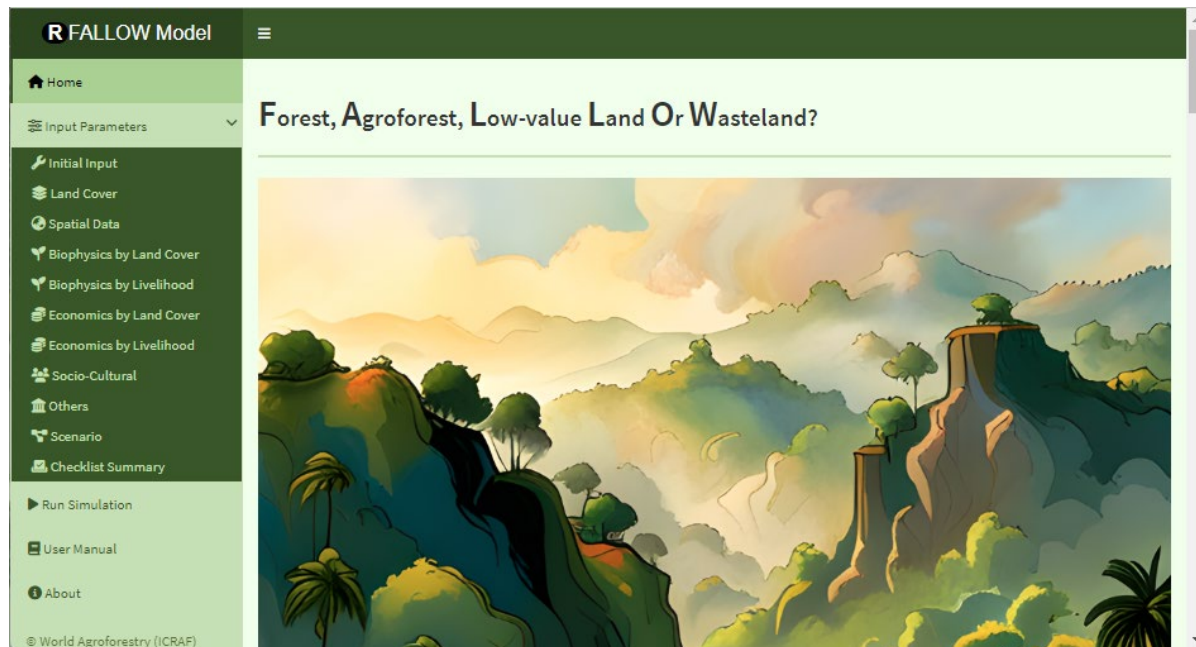 R FALLOW Model
Home
Input Parameters
Initial Input
Land Cover
Spatial Data
Biophysics by Land Cover
Biophysics by Livelihood
Economics by Land Cover
Economics by Livelihood
Socio-Cultural
Others
Scenario
Checklist Summary
Run Simulation
User Manual
About
© World Agroforestry (ICRAF)
Forest, Agroforest, Low-value Land Or Wasteland?